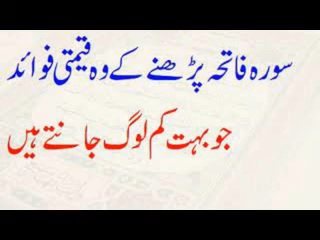 سورہ فاتحہ پڑھنے کے وہ قیمتی فوائد
جو بہت کم لوگ جانتے ہیں